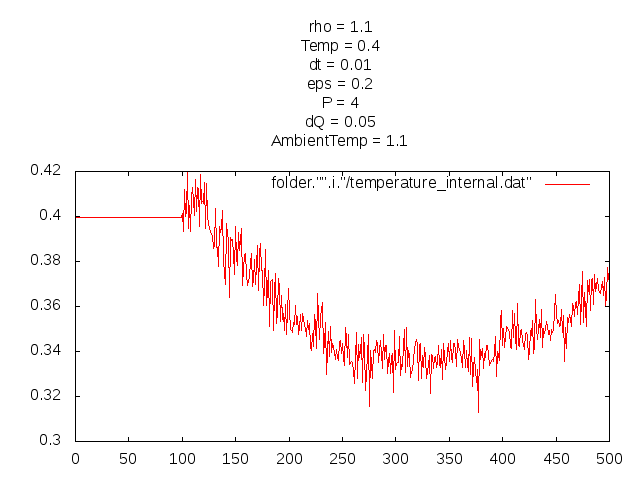 rho = 1.1
Temp = 0.4
dt = 0.01
eps = 0.2
P = 4
dQ = 0.05
AmbientTemp = 1.1
folder."".i."/temperature_internal.dat"
0.42
0.4
0.38
0.36
0.34
0.32
0.3
0 50 100 150 200 250 300 350 400 450 500